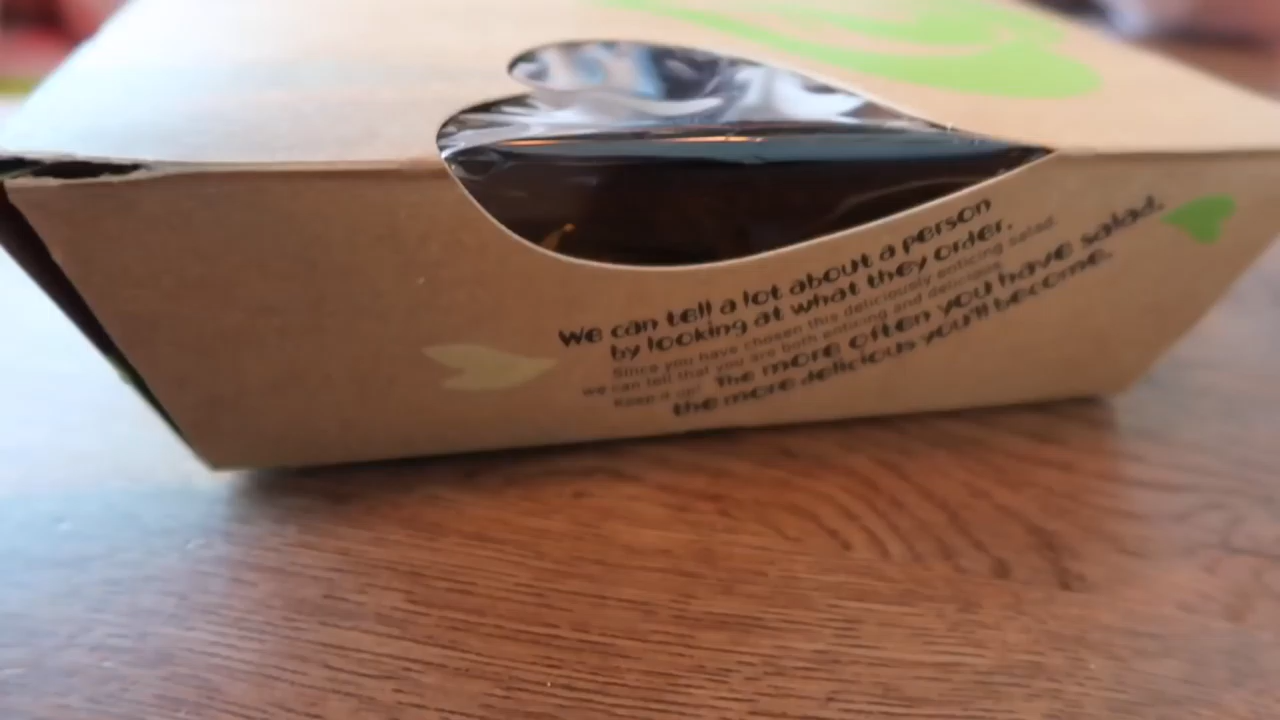 We can tell a lot about a person
by looking at what they order.
Since you have chosen this deliciously enticing salad,
we can tell that you are both enticing and delicious.
Keep it up! The more often you have salad,
the more delicious you'll become.